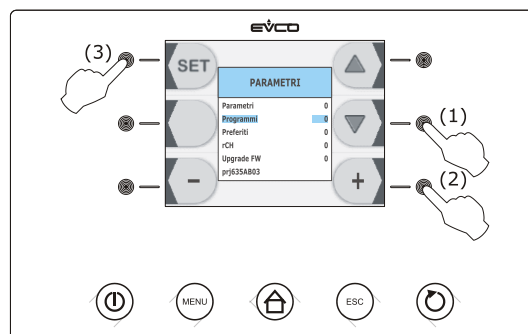 EVCO
(3)
SET
PARAMETRI
Parametri 0
Programmi 0
Preferiti 0
rCH 0
Upgrade FW 0
prj635AB03
(1)
(2)
-
+
MENU
ESC